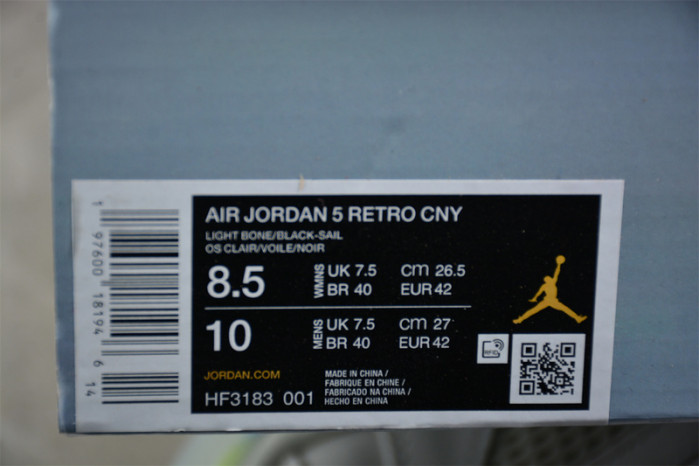 AIR JORDAN 5 RETRO CNY
LIGHT BONE/BLACK-SAIL
OS CLAIR/VOILE/NOIR
8.5 WMNS UK 7.5 cm 26.5
BR 40 EUR 42
10 MENS UK 7.5 cm 27
BR 40 EUR 42
JORDAN.COM
HF3183 001
MADE IN CHINA /
FABRIQUE EN CHINE /
FABRICADO NA CHINA /
HECHO EN CHINA
RFID
1 97600 18194 6 14